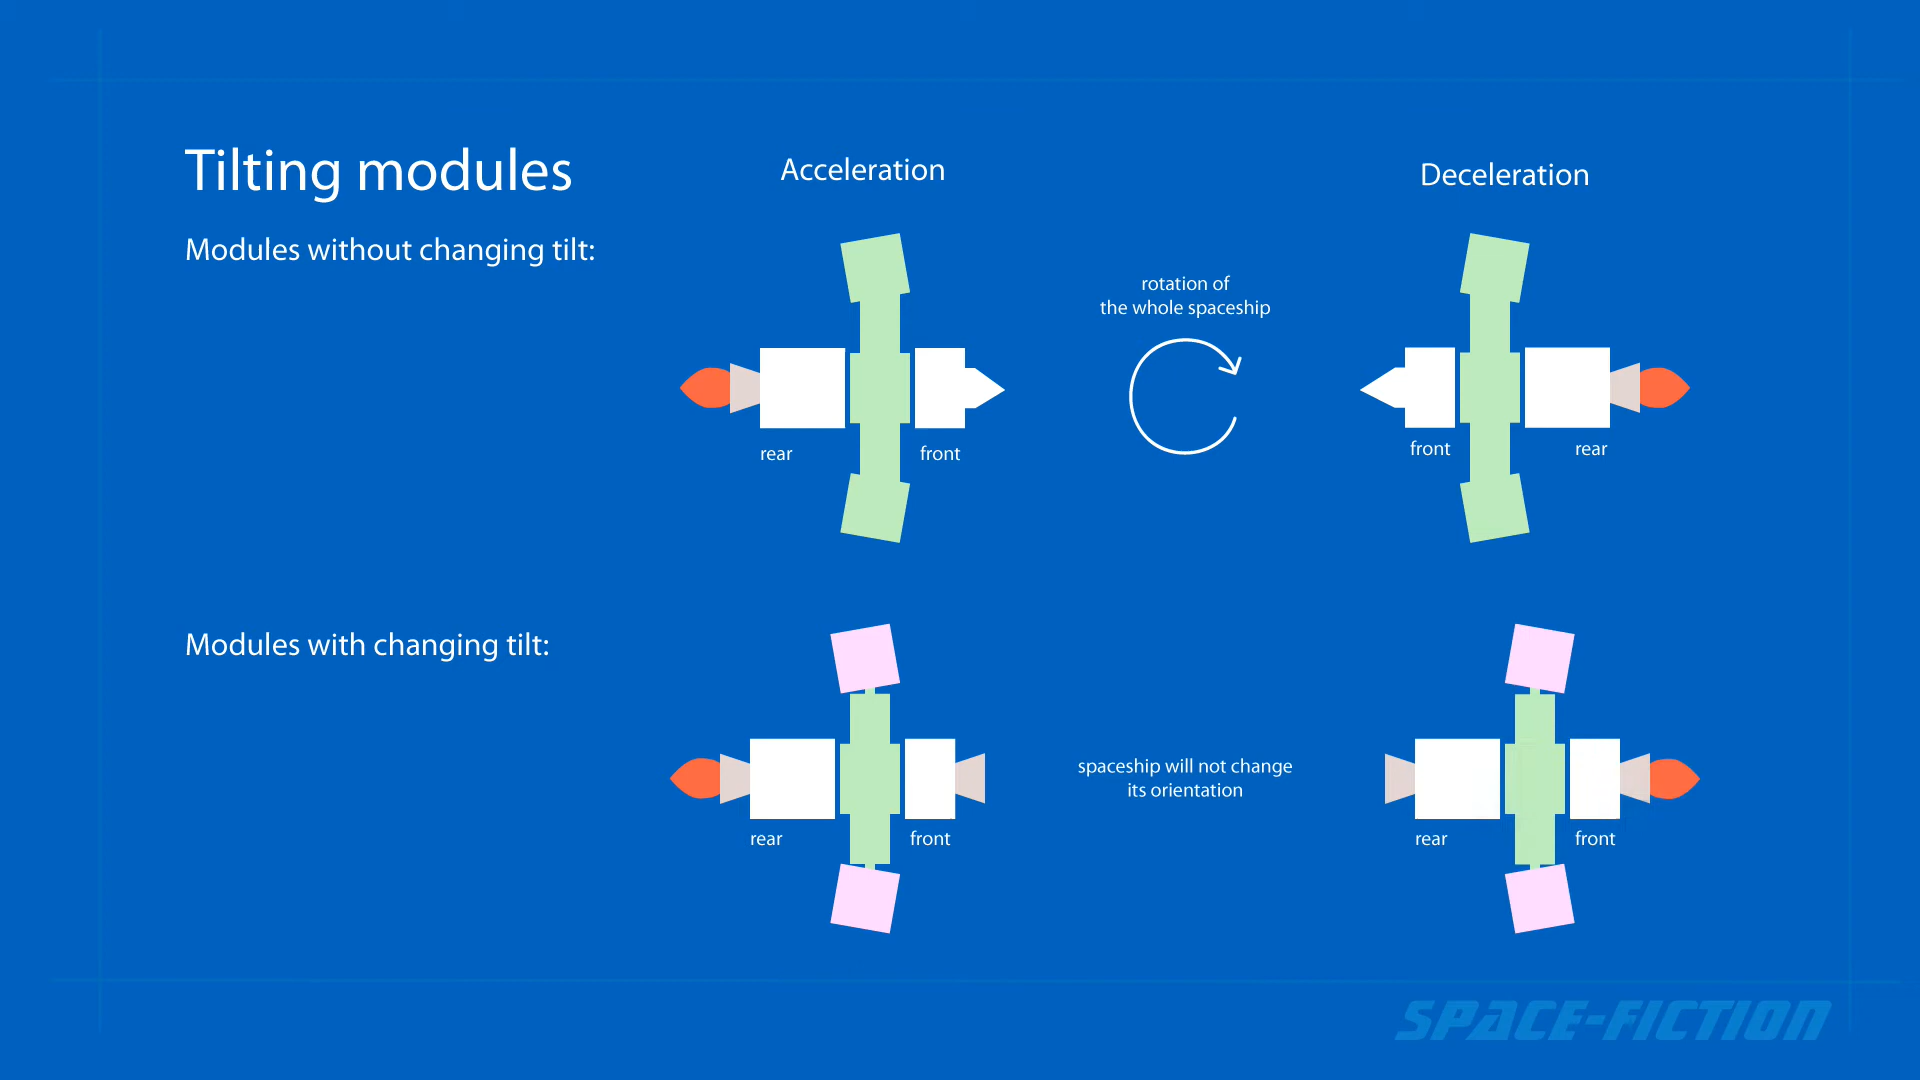 Tilting modules
Acceleration
Deceleration
Modules without changing tilt:
rotation of
the whole spaceship
rear
front
front
rear
Modules with changing tilt:
spaceship will not change
its orientation
rear
front
rear
front
SPACE-FICTION